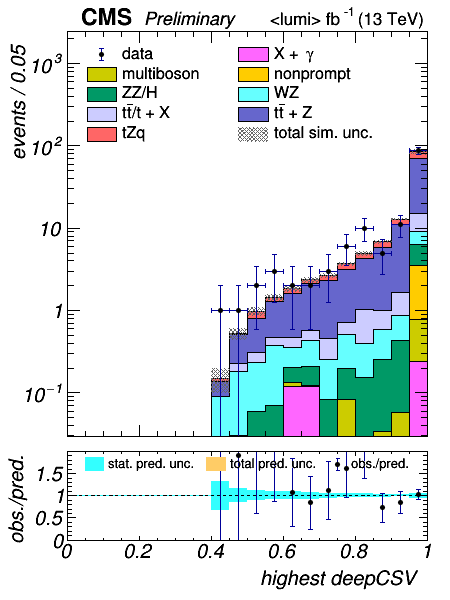 CMS Preliminary <lumi> fb⁻¹ (13 TeV)
events / 0.05
10³
10²
10
1
10⁻¹
data
X + γ
multiboson
nonprompt
ZZ/H
WZ
tt̄/t + X
tt̄ + Z
tZq
total sim. unc.
obs./pred.
1.5
1
0.5
0
stat. pred. unc.
total pred. unc.
obs./pred.
0 0.2 0.4 0.6 0.8 1
highest deepCSV